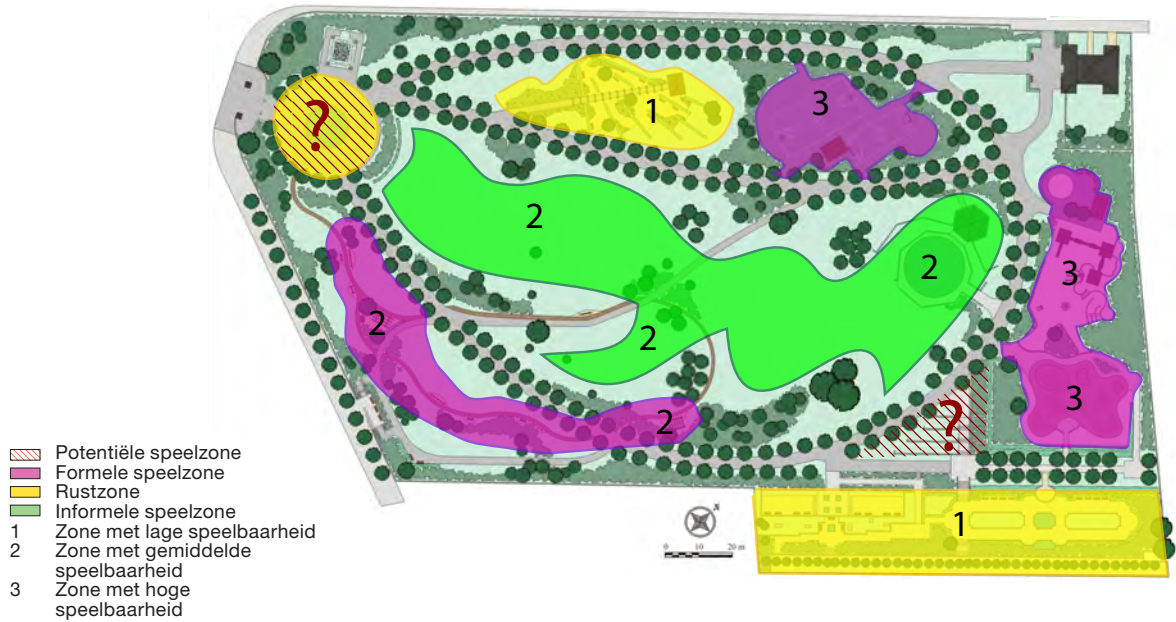 ?
1
3
2
2
3
2
2
?
3
2
1
N
0 10 20 m
Potentiële speelzone
Formele speelzone
Rustzone
Informele speelzone
1 Zone met lage speelbaarheid
2 Zone met gemiddelde
speelbaarheid
3 Zone met hoge
speelbaarheid